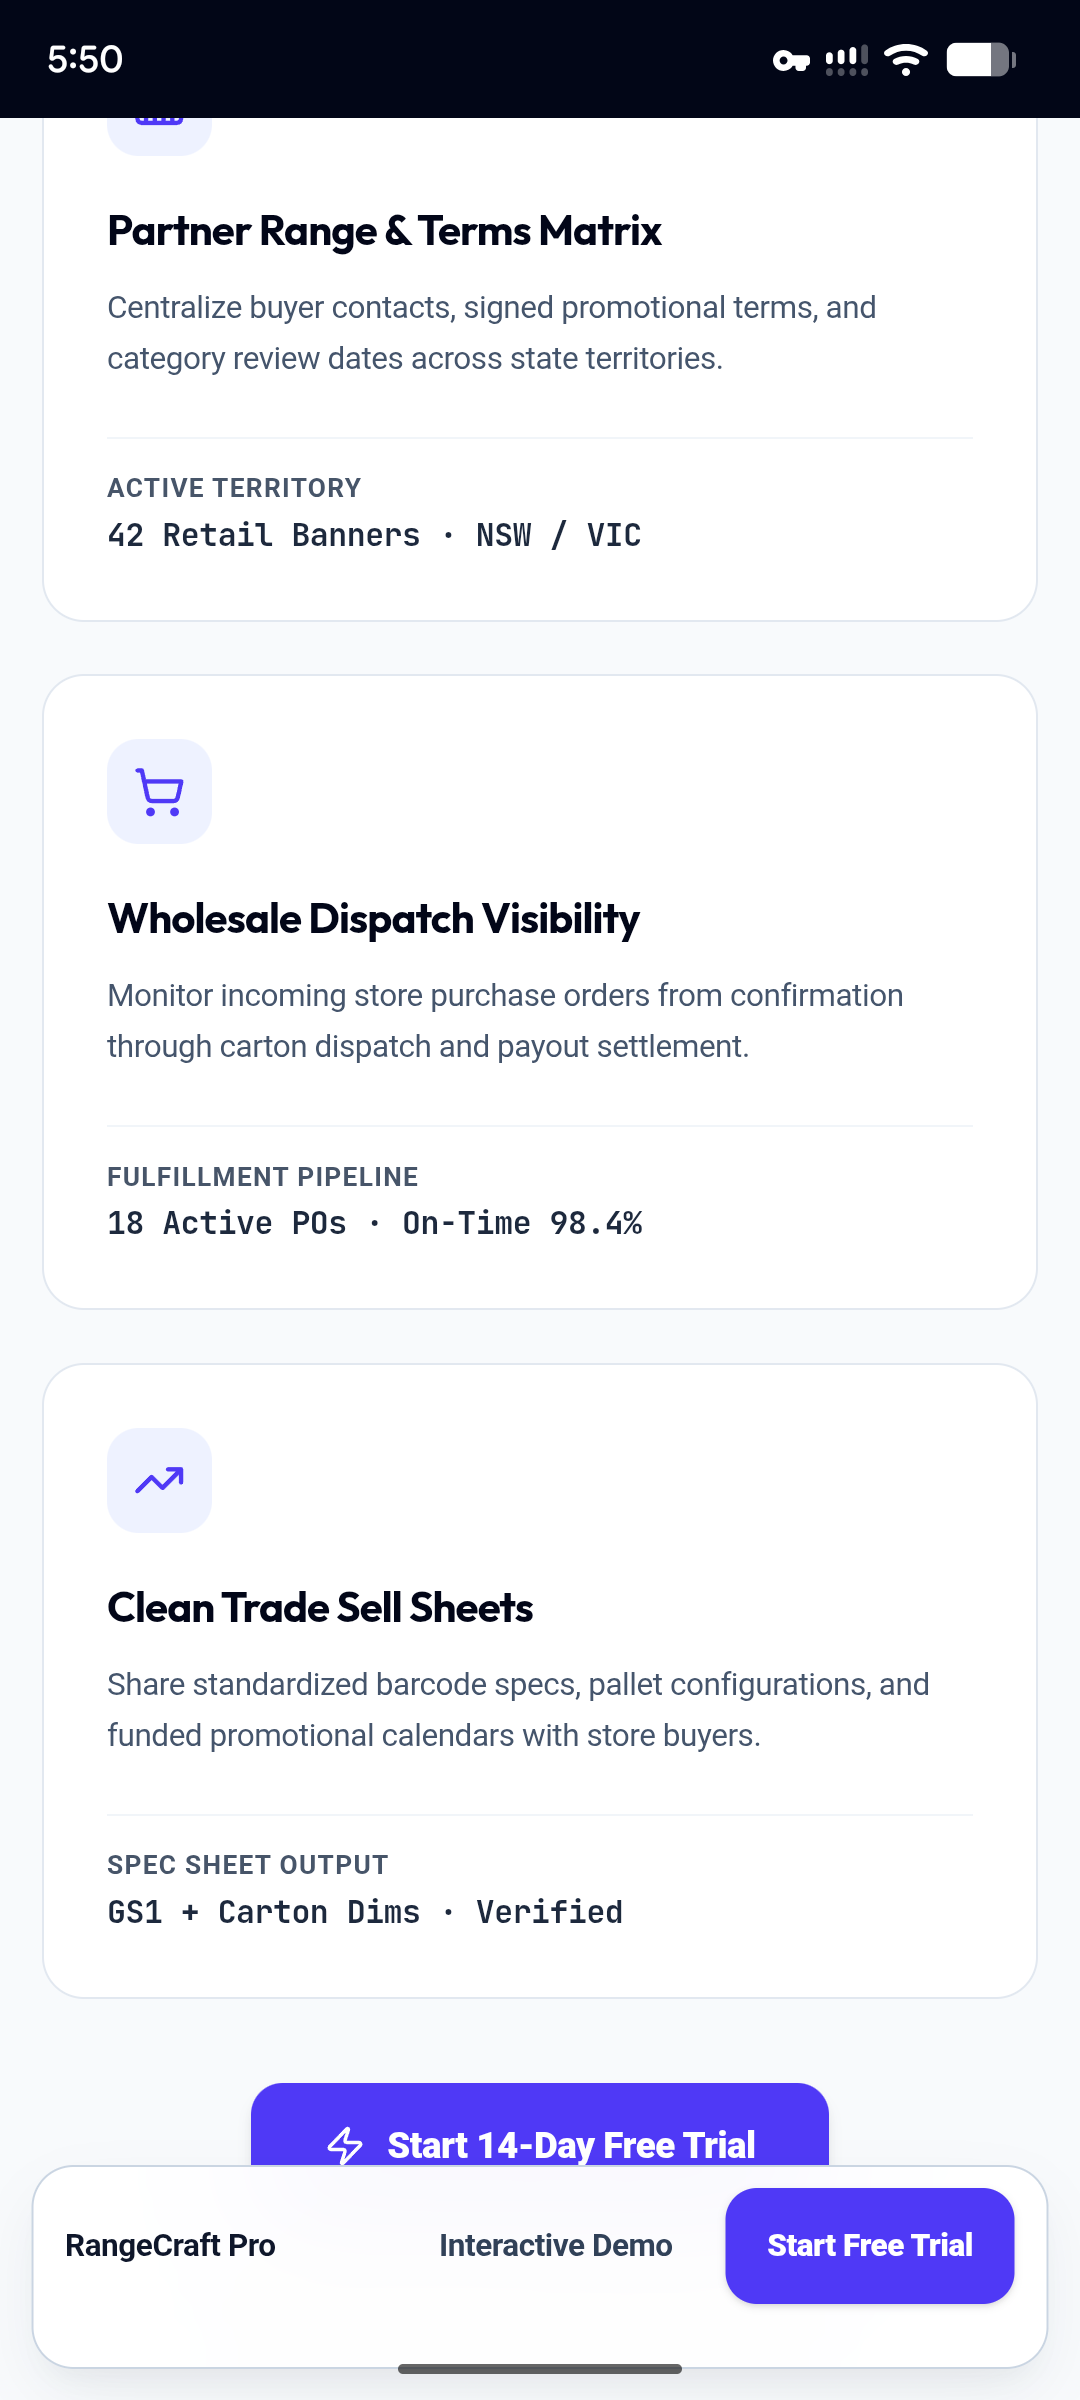 5:50
Partner Range & Terms Matrix
Centralize buyer contacts, signed promotional terms, and
category review dates across state territories.
ACTIVE TERRITORY
42 Retail Banners · NSW / VIC
Wholesale Dispatch Visibility
Monitor incoming store purchase orders from confirmation
through carton dispatch and payout settlement.
FULFILLMENT PIPELINE
18 Active POs · On-Time 98.4%
Clean Trade Sell Sheets
Share standardized barcode specs, pallet configurations, and
funded promotional calendars with store buyers.
SPEC SHEET OUTPUT
GS1 + Carton Dims · Verified
Start 14-Day Free Trial
RangeCraft Pro
Interactive Demo
Start Free Trial